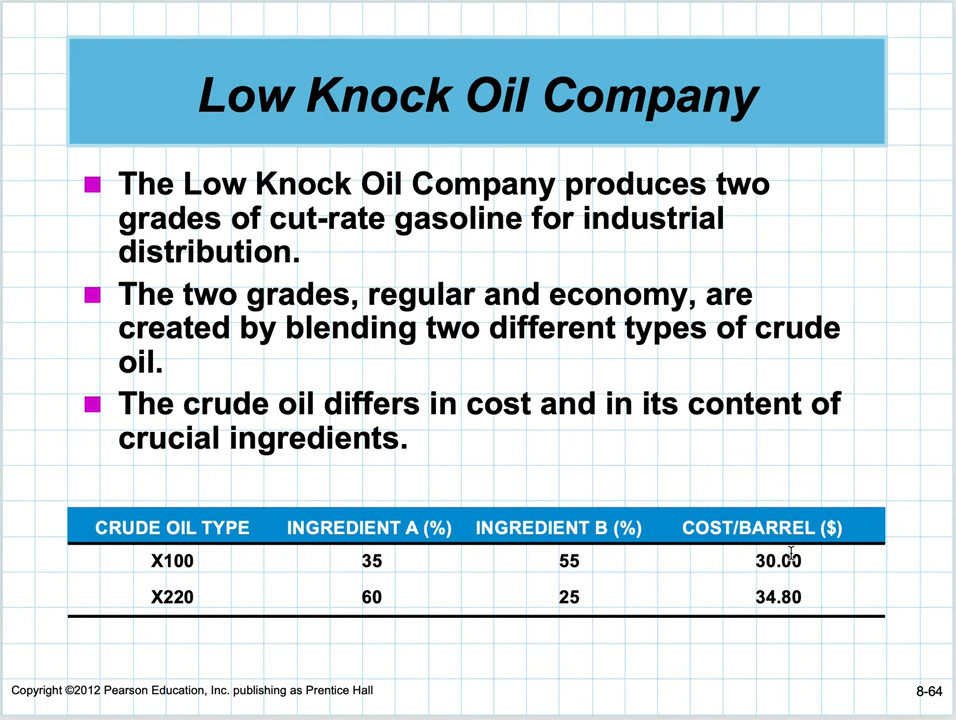 Low Knock Oil Company
The Low Knock Oil Company produces two
grades of cut-rate gasoline for industrial
distribution.
The two grades, regular and economy, are
created by blending two different types of crude
oil.
The crude oil differs in cost and in its content of
crucial ingredients.
CRUDE OIL TYPE INGREDIENT A (%) INGREDIENT B (%) COST/BARREL ($)
X100 35 55 30.00
X220 60 25 34.80
Copyright ©2012 Pearson Education, Inc. publishing as Prentice Hall 8-64